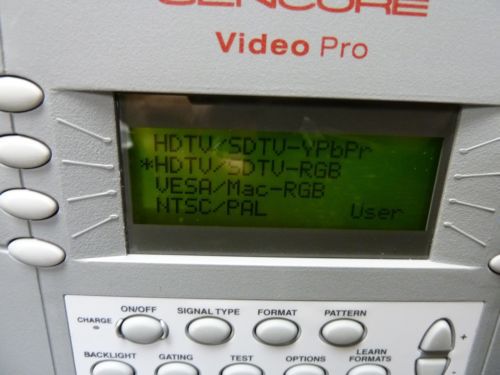 SENCORE
Video Pro
HDTV/SDTV-YPbPr
*HDTV/SDTV-RGB
VESA/Mac-RGB
NTSC/PAL User
CHARGE ON/OFF SIGNAL TYPE FORMAT PATTERN
+
-
BACKLIGHT GATING TEST OPTIONS LEARN FORMATS